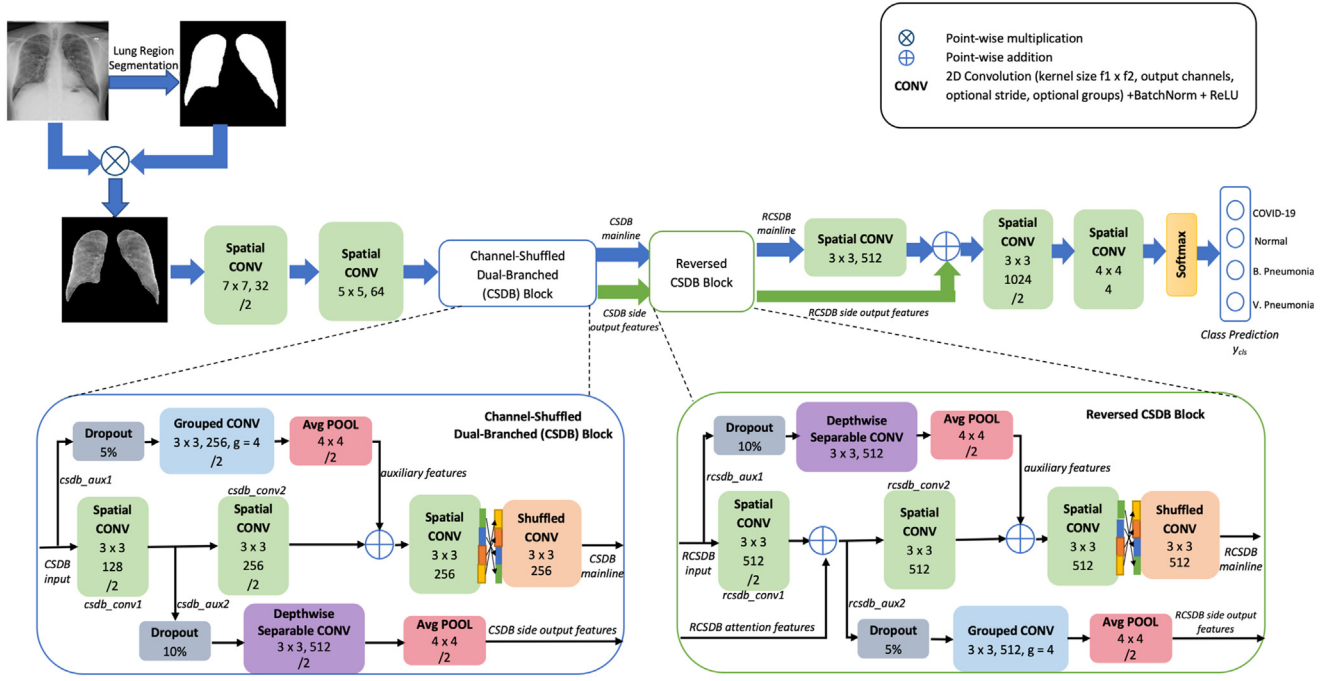 Lung Region
Segmentation
Point-wise multiplication
Point-wise addition
CONV
2D Convolution (kernel size f1 x f2, output channels,
optional stride, optional groups) +BatchNorm + ReLU
Spatial
CONV
7 x 7, 32
/2
Spatial
CONV
5 x 5, 64
Channel-Shuffled
Dual-Branched
(CSDB) Block
CSDB
mainline
CSDB side
output features
Reversed
CSDB Block
RCSDB
mainline
RCSDB side output features
Spatial CONV
3 x 3, 512
Spatial
CONV
3 x 3
1024
/2
Spatial
CONV
4 x 4
4
Softmax
COVID-19
Normal
B. Pneumonia
V. Pneumonia
Class Prediction
ycls
Channel-Shuffled
Dual-Branched (CSDB) Block
Dropout
5%
Grouped CONV
3 x 3, 256, g = 4
/2
Avg POOL
4 x 4
/2
csdb_aux1
auxiliary features
CSDB
input
Spatial
CONV
3 x 3
128
/2
csdb_conv1
csdb_conv2
Spatial
CONV
3 x 3
256
/2
Spatial
CONV
3 x 3
256
Shuffled
CONV
3 x 3
256
CSDB
mainline
csdb_aux2
Dropout
10%
Depthwise
Separable CONV
3 x 3, 512
/2
Avg POOL
4 x 4
/2
CSDB side output features
Reversed CSDB Block
Dropout
10%
Depthwise
Separable CONV
3 x 3, 512
Avg POOL
4 x 4
/2
rcsdb_aux1
auxiliary features
RCSDB
input
Spatial
CONV
3 x 3
512
/2
rcsdb_conv1
rcsdb_conv2
Spatial
CONV
3 x 3
512
Spatial
CONV
3 x 3
512
Shuffled
CONV
3 x 3
512
RCSDB
mainline
RCSDB attention features
rcsdb_aux2
Dropout
5%
Grouped CONV
3 x 3, 512, g = 4
Avg POOL
4 x 4
/2
RCSDB side output
features